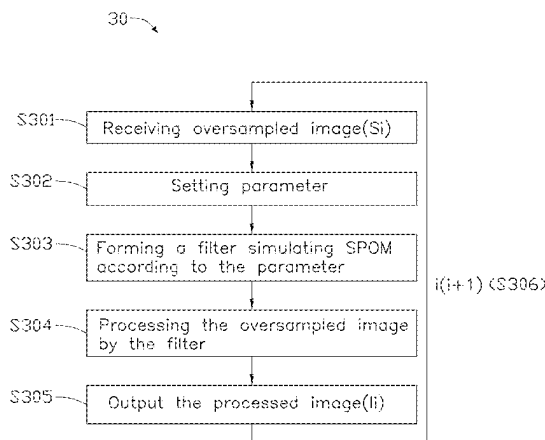 30
S301
Receiving oversampled image(Si)
S302
Setting parameter
S303
Forming a filter simulating SPOM
according to the parameter
i(i+1) (S306)
S304
Processing the oversampled image
by the filter
S305
Output the processed image(Ii)